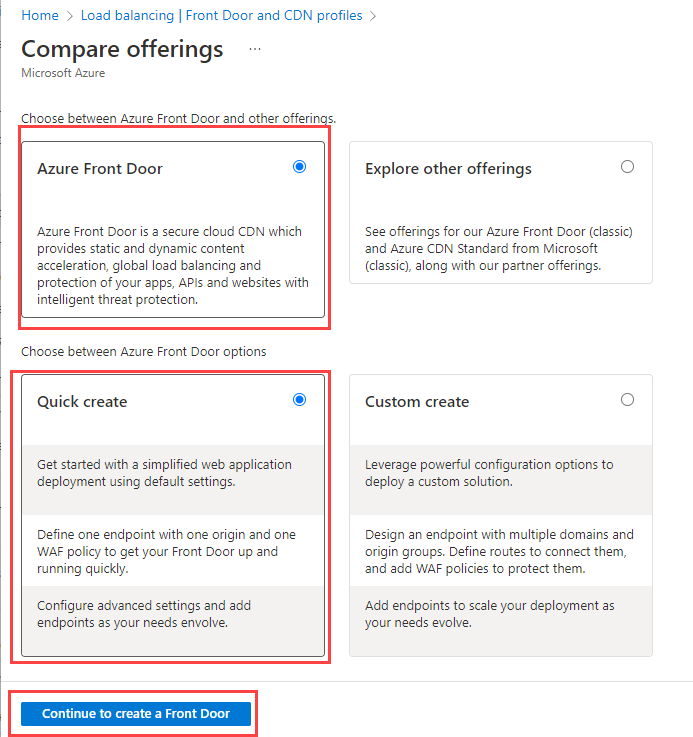 Home > Load balancing | Front Door and CDN profiles >
Compare offerings ...
Microsoft Azure
Choose between Azure Front Door and other offerings.
Azure Front Door
Azure Front Door is a secure cloud CDN which
provides static and dynamic content
acceleration, global load balancing and
protection of your apps, APIs and websites with
intelligent threat protection.
Explore other offerings
See offerings for our Azure Front Door (classic)
and Azure CDN Standard from Microsoft
(classic), along with our partner offerings.
Choose between Azure Front Door options
Quick create
Get started with a simplified web application
deployment using default settings.
Define one endpoint with one origin and one
WAF policy to get your Front Door up and
running quickly.
Configure advanced settings and add
endpoints as your needs envolve.
Custom create
Leverage powerful configuration options to
deploy a custom solution.
Design an endpoint with multiple domains and
origin groups. Define routes to connect them,
and add WAF policies to protect them.
Add endpoints to scale your deployment as
your needs evolve.
Continue to create a Front Door